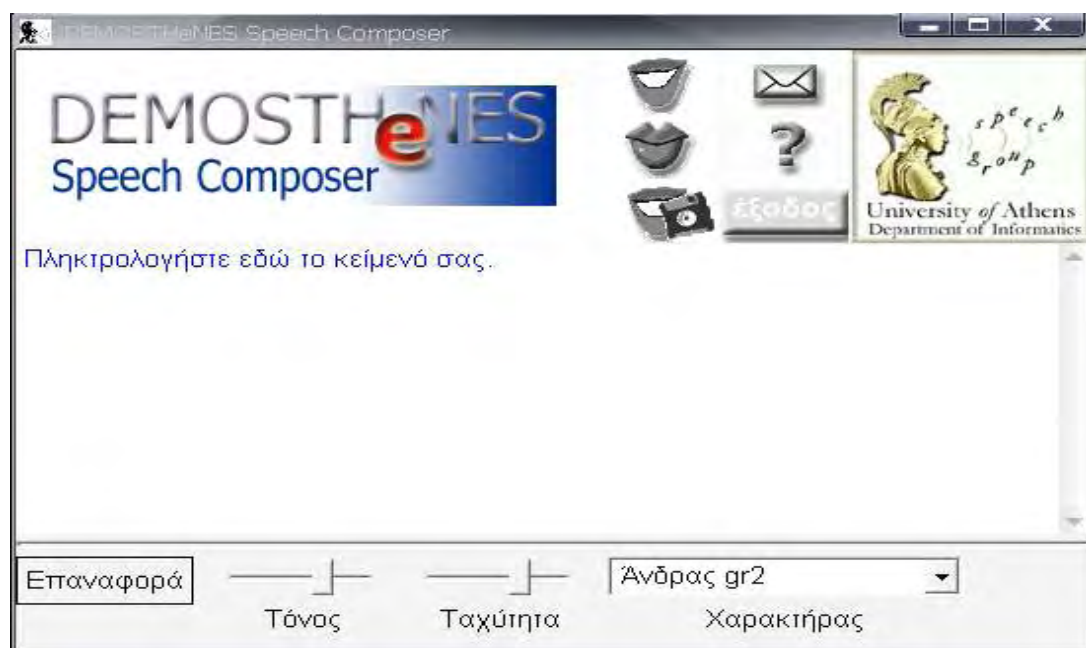 DEMOSTHeNES Speech Composer
DEMOSTHeNES
Speech Composer
?
έξοδος
speech
group
University of Athens
Department of Informatics
Πληκτρολογήστε εδώ το κείμενό σας.
Επαναφορά
Τόνος
Ταχύτητα
Άνδρας gr2
Χαρακτήρας